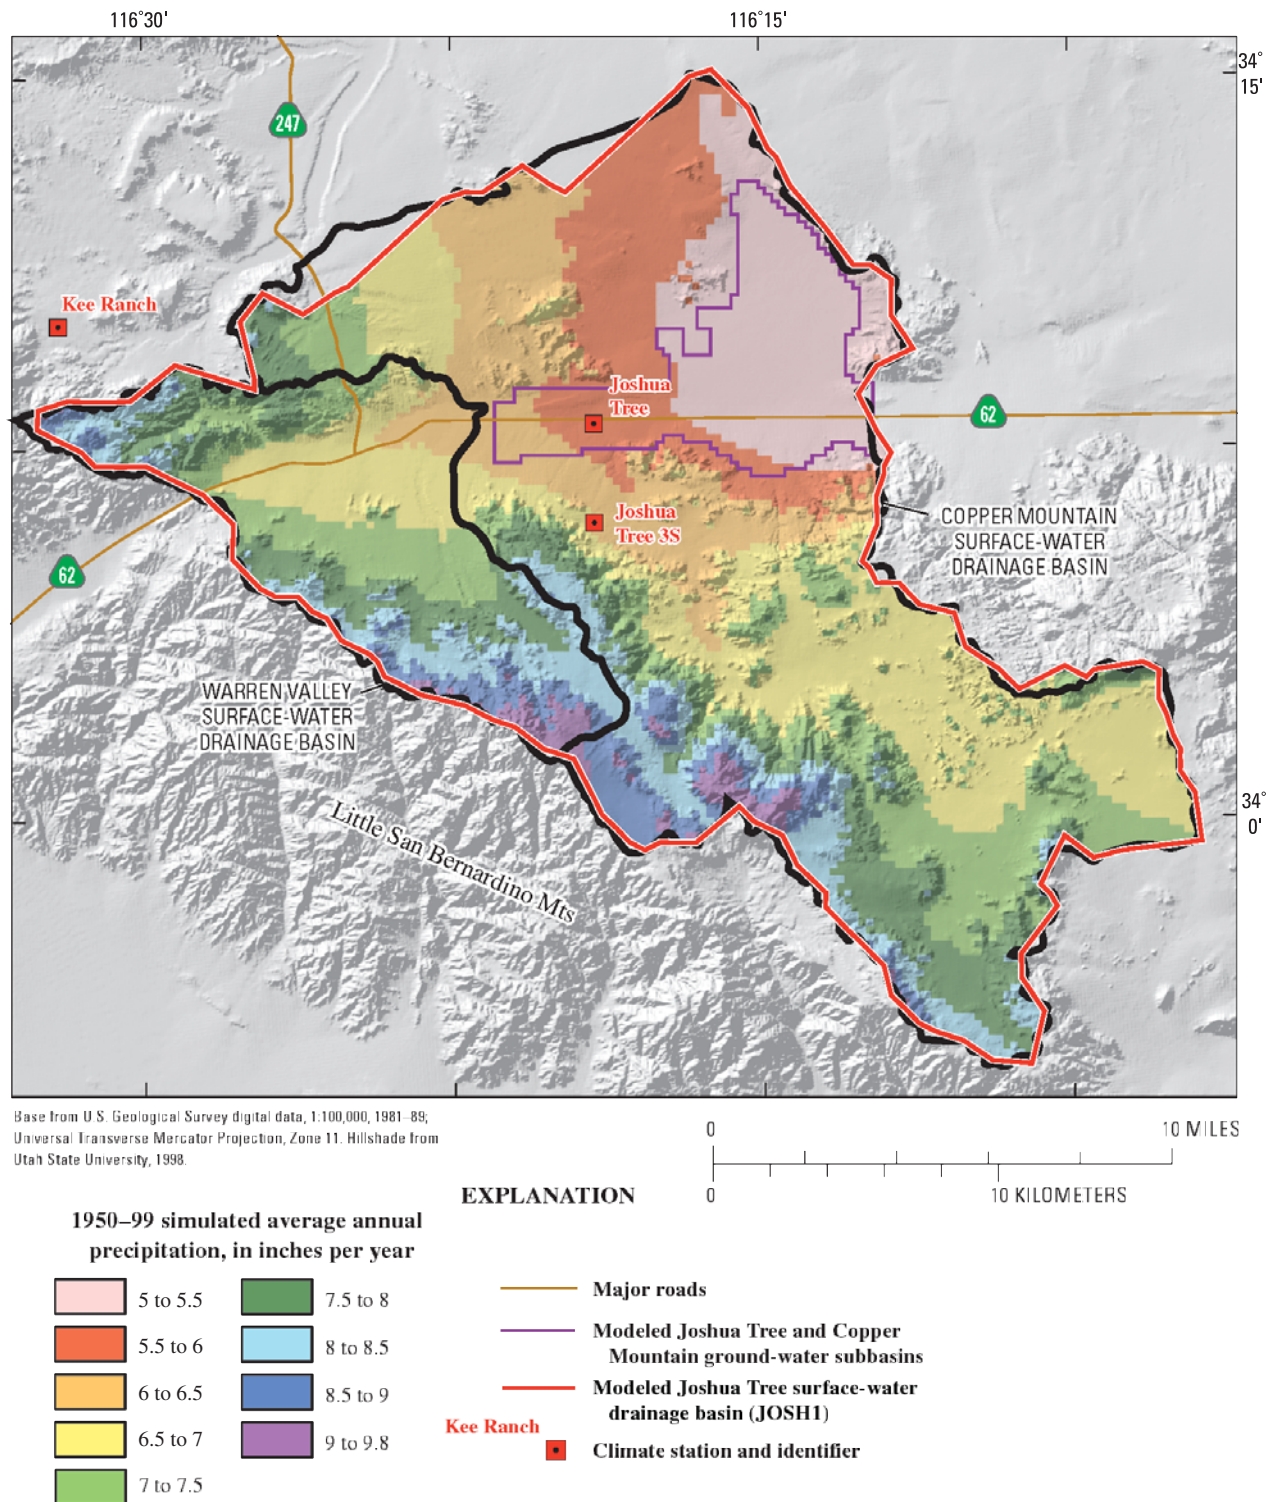 116°30'
116°15'
34°
15'
247
Kee Ranch
Joshua
Tree
62
Joshua
Tree 3S
COPPER MOUNTAIN
SURFACE-WATER
DRAINAGE BASIN
62
WARREN VALLEY
SURFACE-WATER
DRAINAGE BASIN
34°
0'
Little San Bernardino Mts
Base from U.S. Geological Survey digital data, 1:100,000, 1981–89;
Universal Transverse Mercator Projection, Zone 11. Hillshade from
Utah State University, 1998.
0 10 MILES
0 10 KILOMETERS
EXPLANATION
1950–99 simulated average annual
precipitation, in inches per year
5 to 5.5
5.5 to 6
6 to 6.5
6.5 to 7
7 to 7.5
7.5 to 8
8 to 8.5
8.5 to 9
9 to 9.8
Major roads
Modeled Joshua Tree and Copper
Mountain ground-water subbasins
Modeled Joshua Tree surface-water
drainage basin (JOSH1)
Kee Ranch
Climate station and identifier